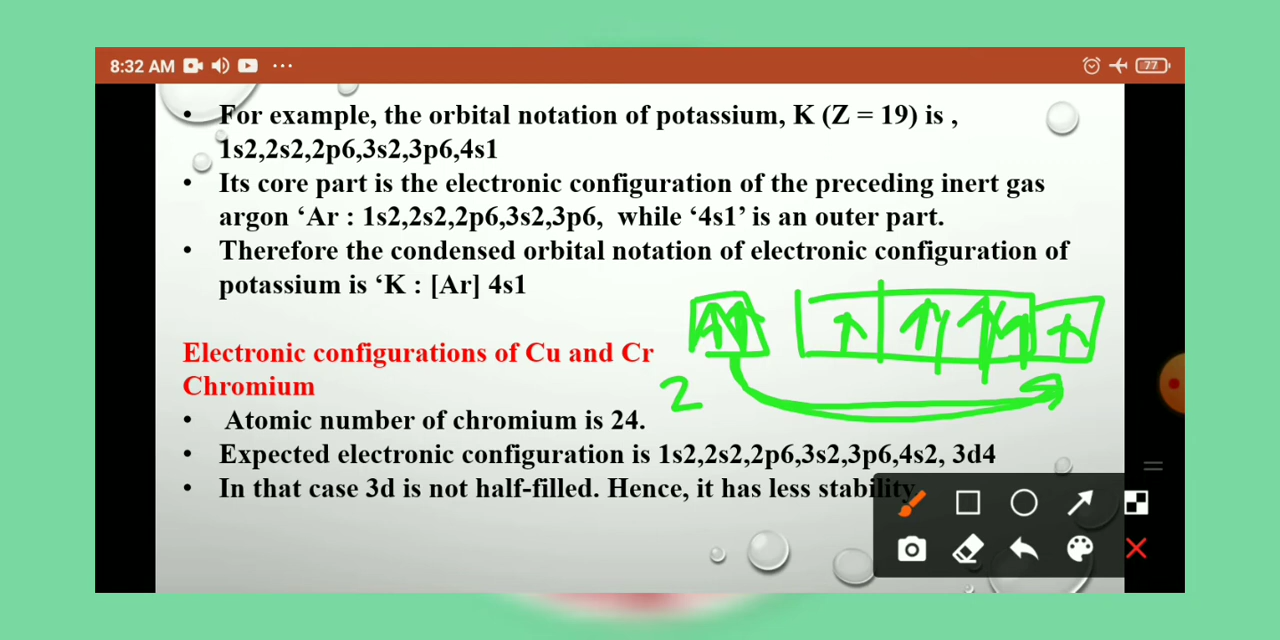 8:32 AM
77
• For example, the orbital notation of potassium, K (Z = 19) is ,
1s2,2s2,2p6,3s2,3p6,4s1
• Its core part is the electronic configuration of the preceding inert gas
argon ‘Ar : 1s2,2s2,2p6,3s2,3p6, while ‘4s1’ is an outer part.
• Therefore the condensed orbital notation of electronic configuration of
potassium is ‘K : [Ar] 4s1
2
Electronic configurations of Cu and Cr
Chromium
• Atomic number of chromium is 24.
• Expected electronic configuration is 1s2,2s2,2p6,3s2,3p6,4s2, 3d4
• In that case 3d is not half-filled. Hence, it has less stability